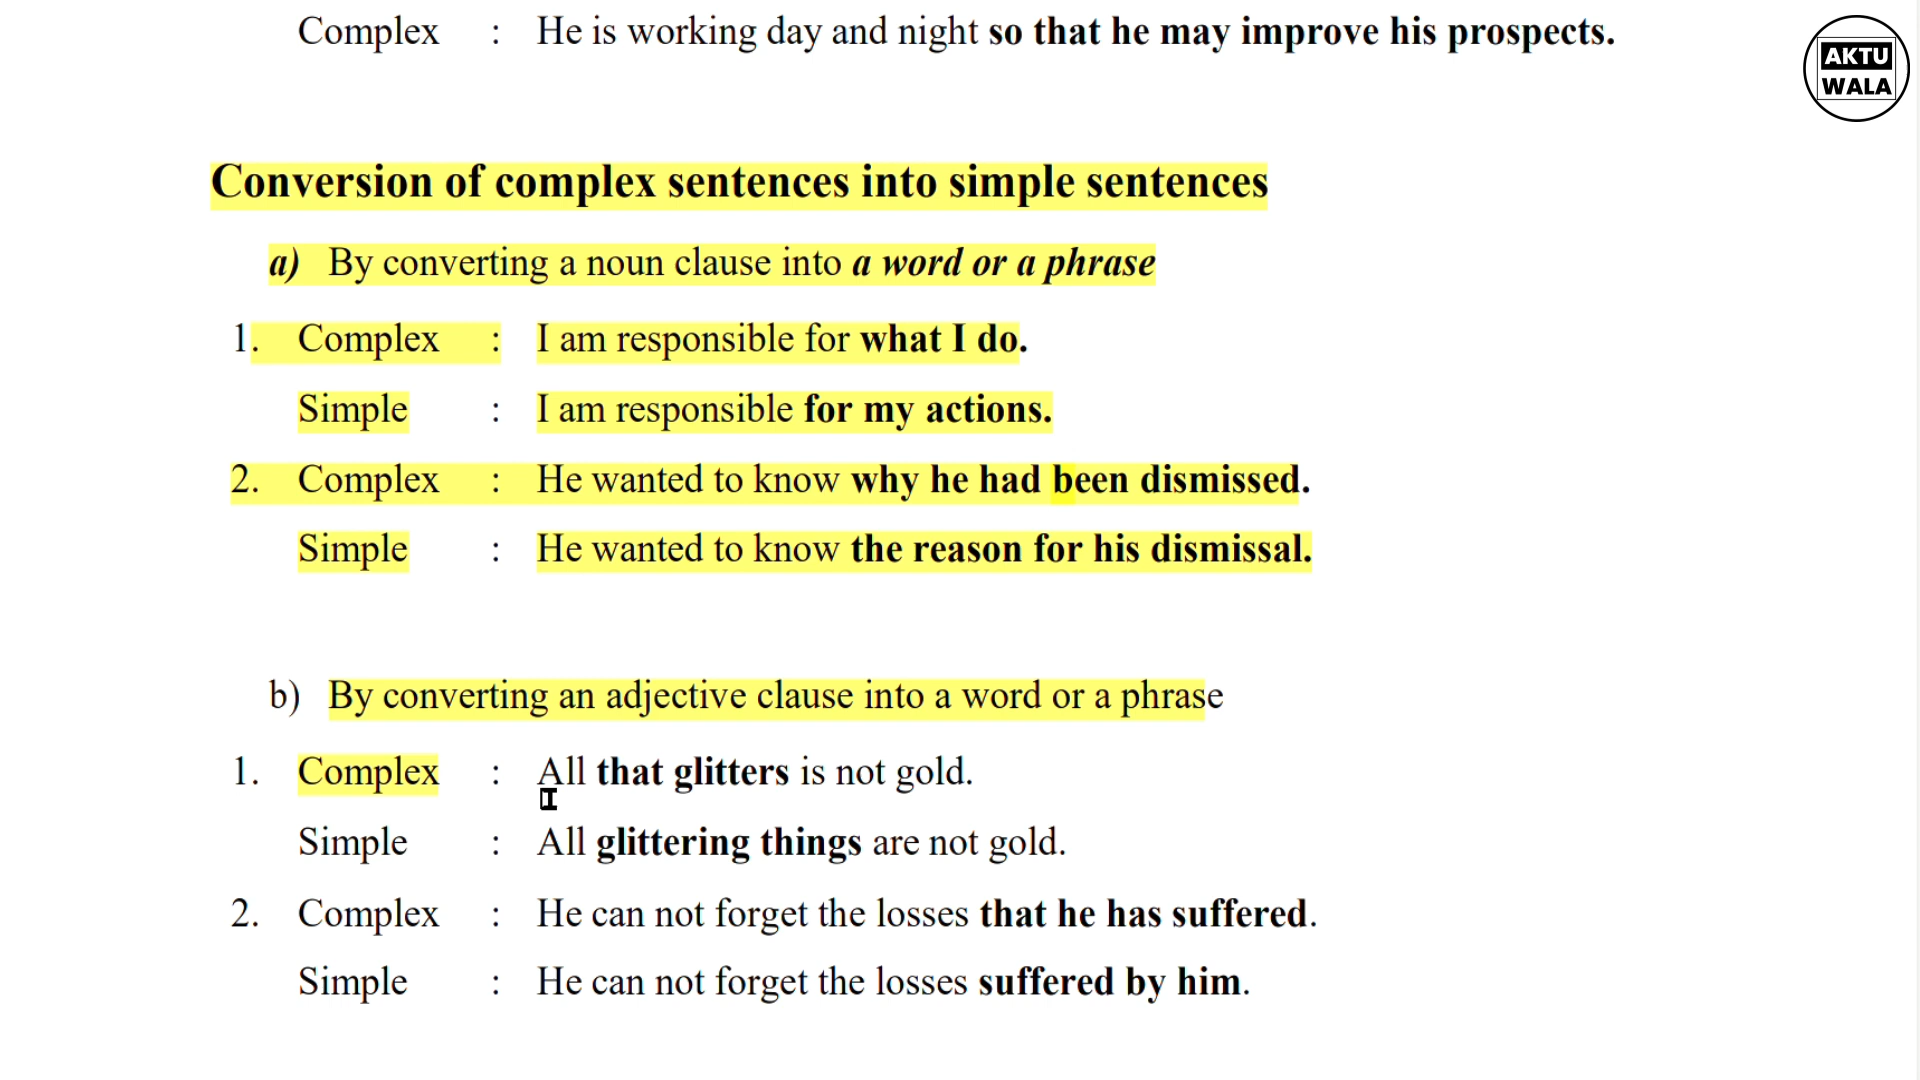 Complex : He is working day and night so that he may improve his prospects.
AKTU
WALA
Conversion of complex sentences into simple sentences
a) By converting a noun clause into a word or a phrase
1. Complex : I am responsible for what I do.
Simple : I am responsible for my actions.
2. Complex : He wanted to know why he had been dismissed.
Simple : He wanted to know the reason for his dismissal.
b) By converting an adjective clause into a word or a phrase
1. Complex : All that glitters is not gold.
Simple : All glittering things are not gold.
2. Complex : He can not forget the losses that he has suffered.
Simple : He can not forget the losses suffered by him.